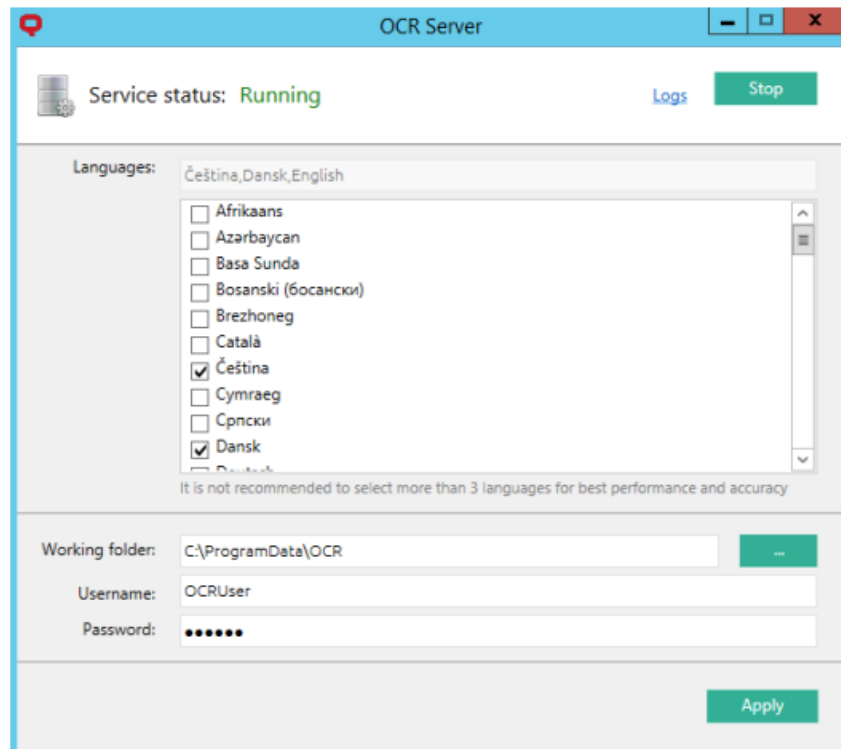 OCR Server
Service status: Running
Logs
Stop
Languages:
Čeština,Dansk,English
Afrikaans
Azərbaycan
Basa Sunda
Bosanski (босански)
Brezhoneg
Català
Čeština
Cymraeg
Српски
Dansk
It is not recommended to select more than 3 languages for best performance and accuracy
Working folder: C:\ProgramData\OCR ...
Username: OCRUser
Password: ••••••
Apply